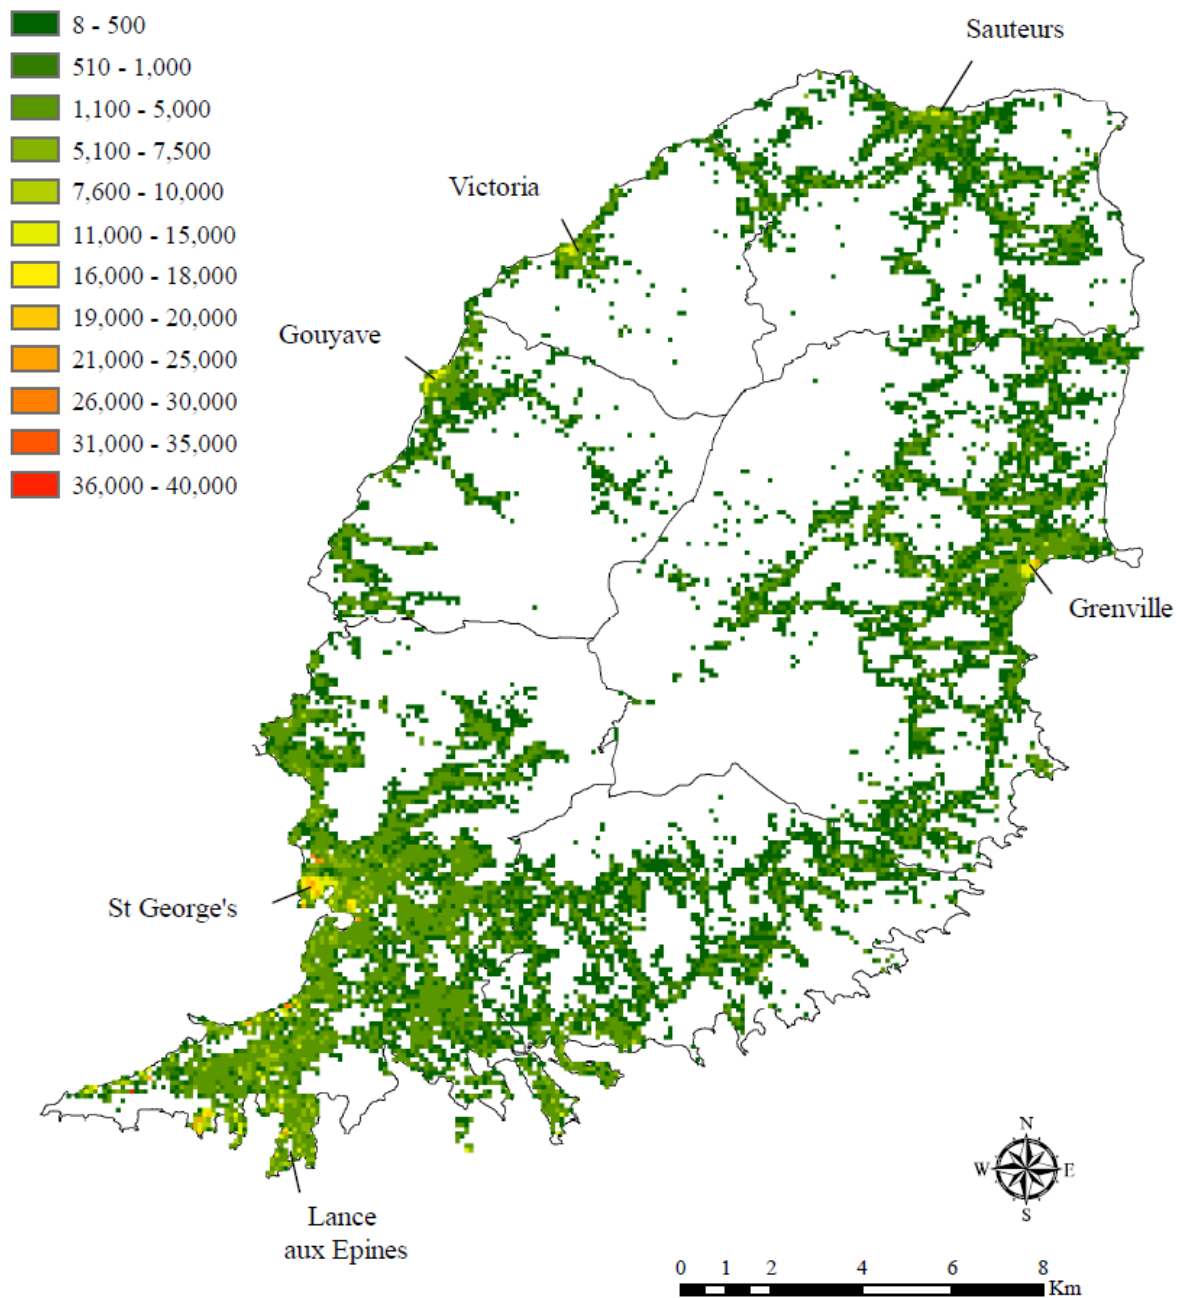 8 - 500
510 - 1,000
1,100 - 5,000
5,100 - 7,500
7,600 - 10,000
11,000 - 15,000
16,000 - 18,000
19,000 - 20,000
21,000 - 25,000
26,000 - 30,000
31,000 - 35,000
36,000 - 40,000
Sauteurs
Victoria
Gouyave
Grenville
St George's
Lance
aux Epines
N
W E
S
0 1 2 4 6 8
Km